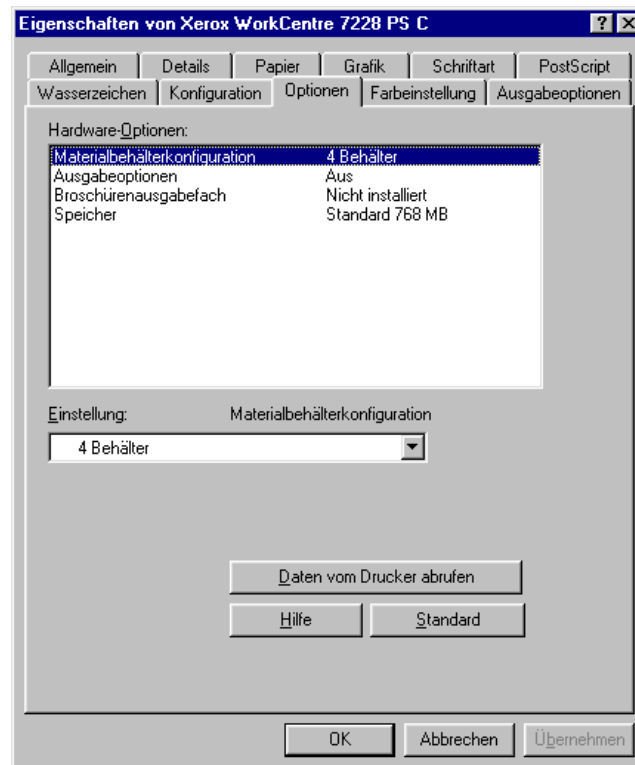 Eigenschaften von Xerox WorkCentre 7228 PS C
Allgemein Details Papier Grafik Schriftart PostScript
Wasserzeichen Konfiguration Optionen Farbeinstellung Ausgabeoptionen
Hardware-Optionen:
Materialbehälterkonfiguration 4 Behälter
Ausgabeoptionen Aus
Broschürenausgabefach Nicht installiert
Speicher Standard 768 MB
Einstellung: Materialbehälterkonfiguration
4 Behälter
Daten vom Drucker abrufen
Hilfe Standard
OK Abbrechen Übernehmen